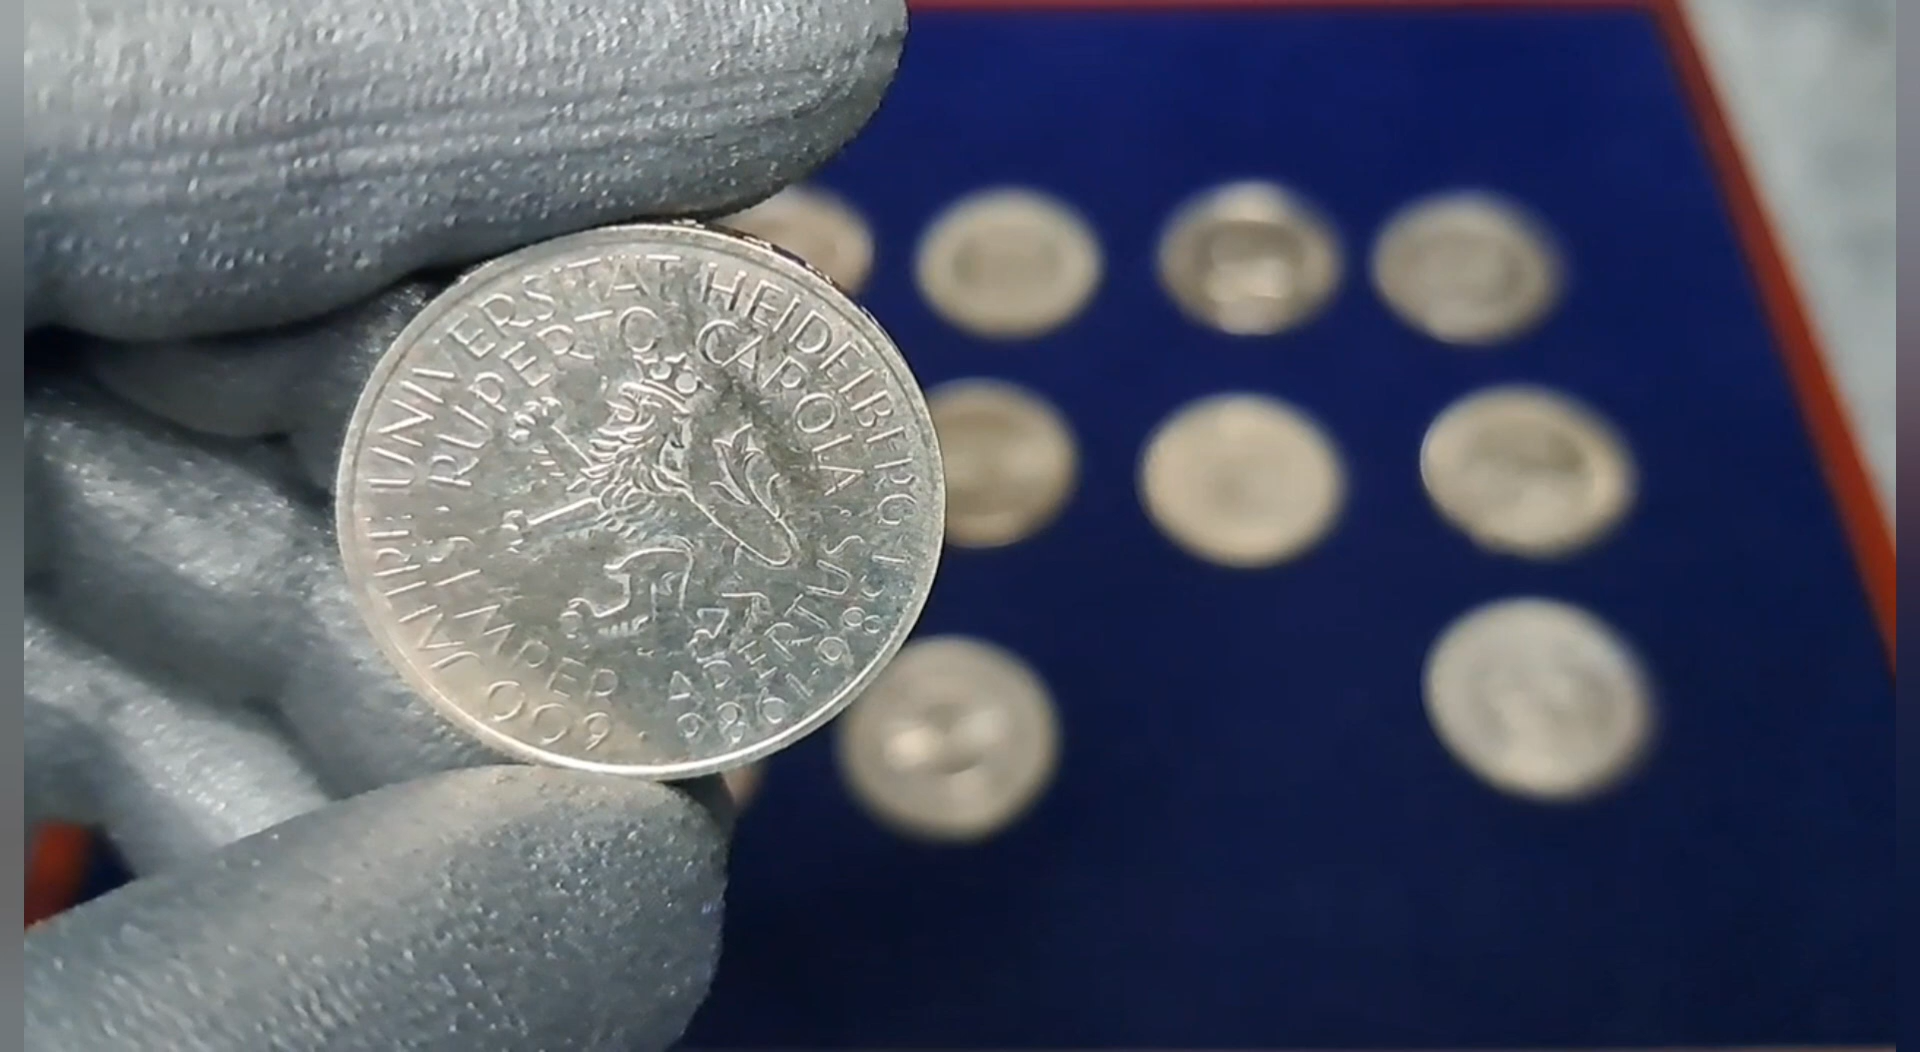 600 JAHRE UNIVERSITÄT HEIDELBERG · 1386-1986 ·
· RUPERTO CAROLA · SEMPER APERTUS